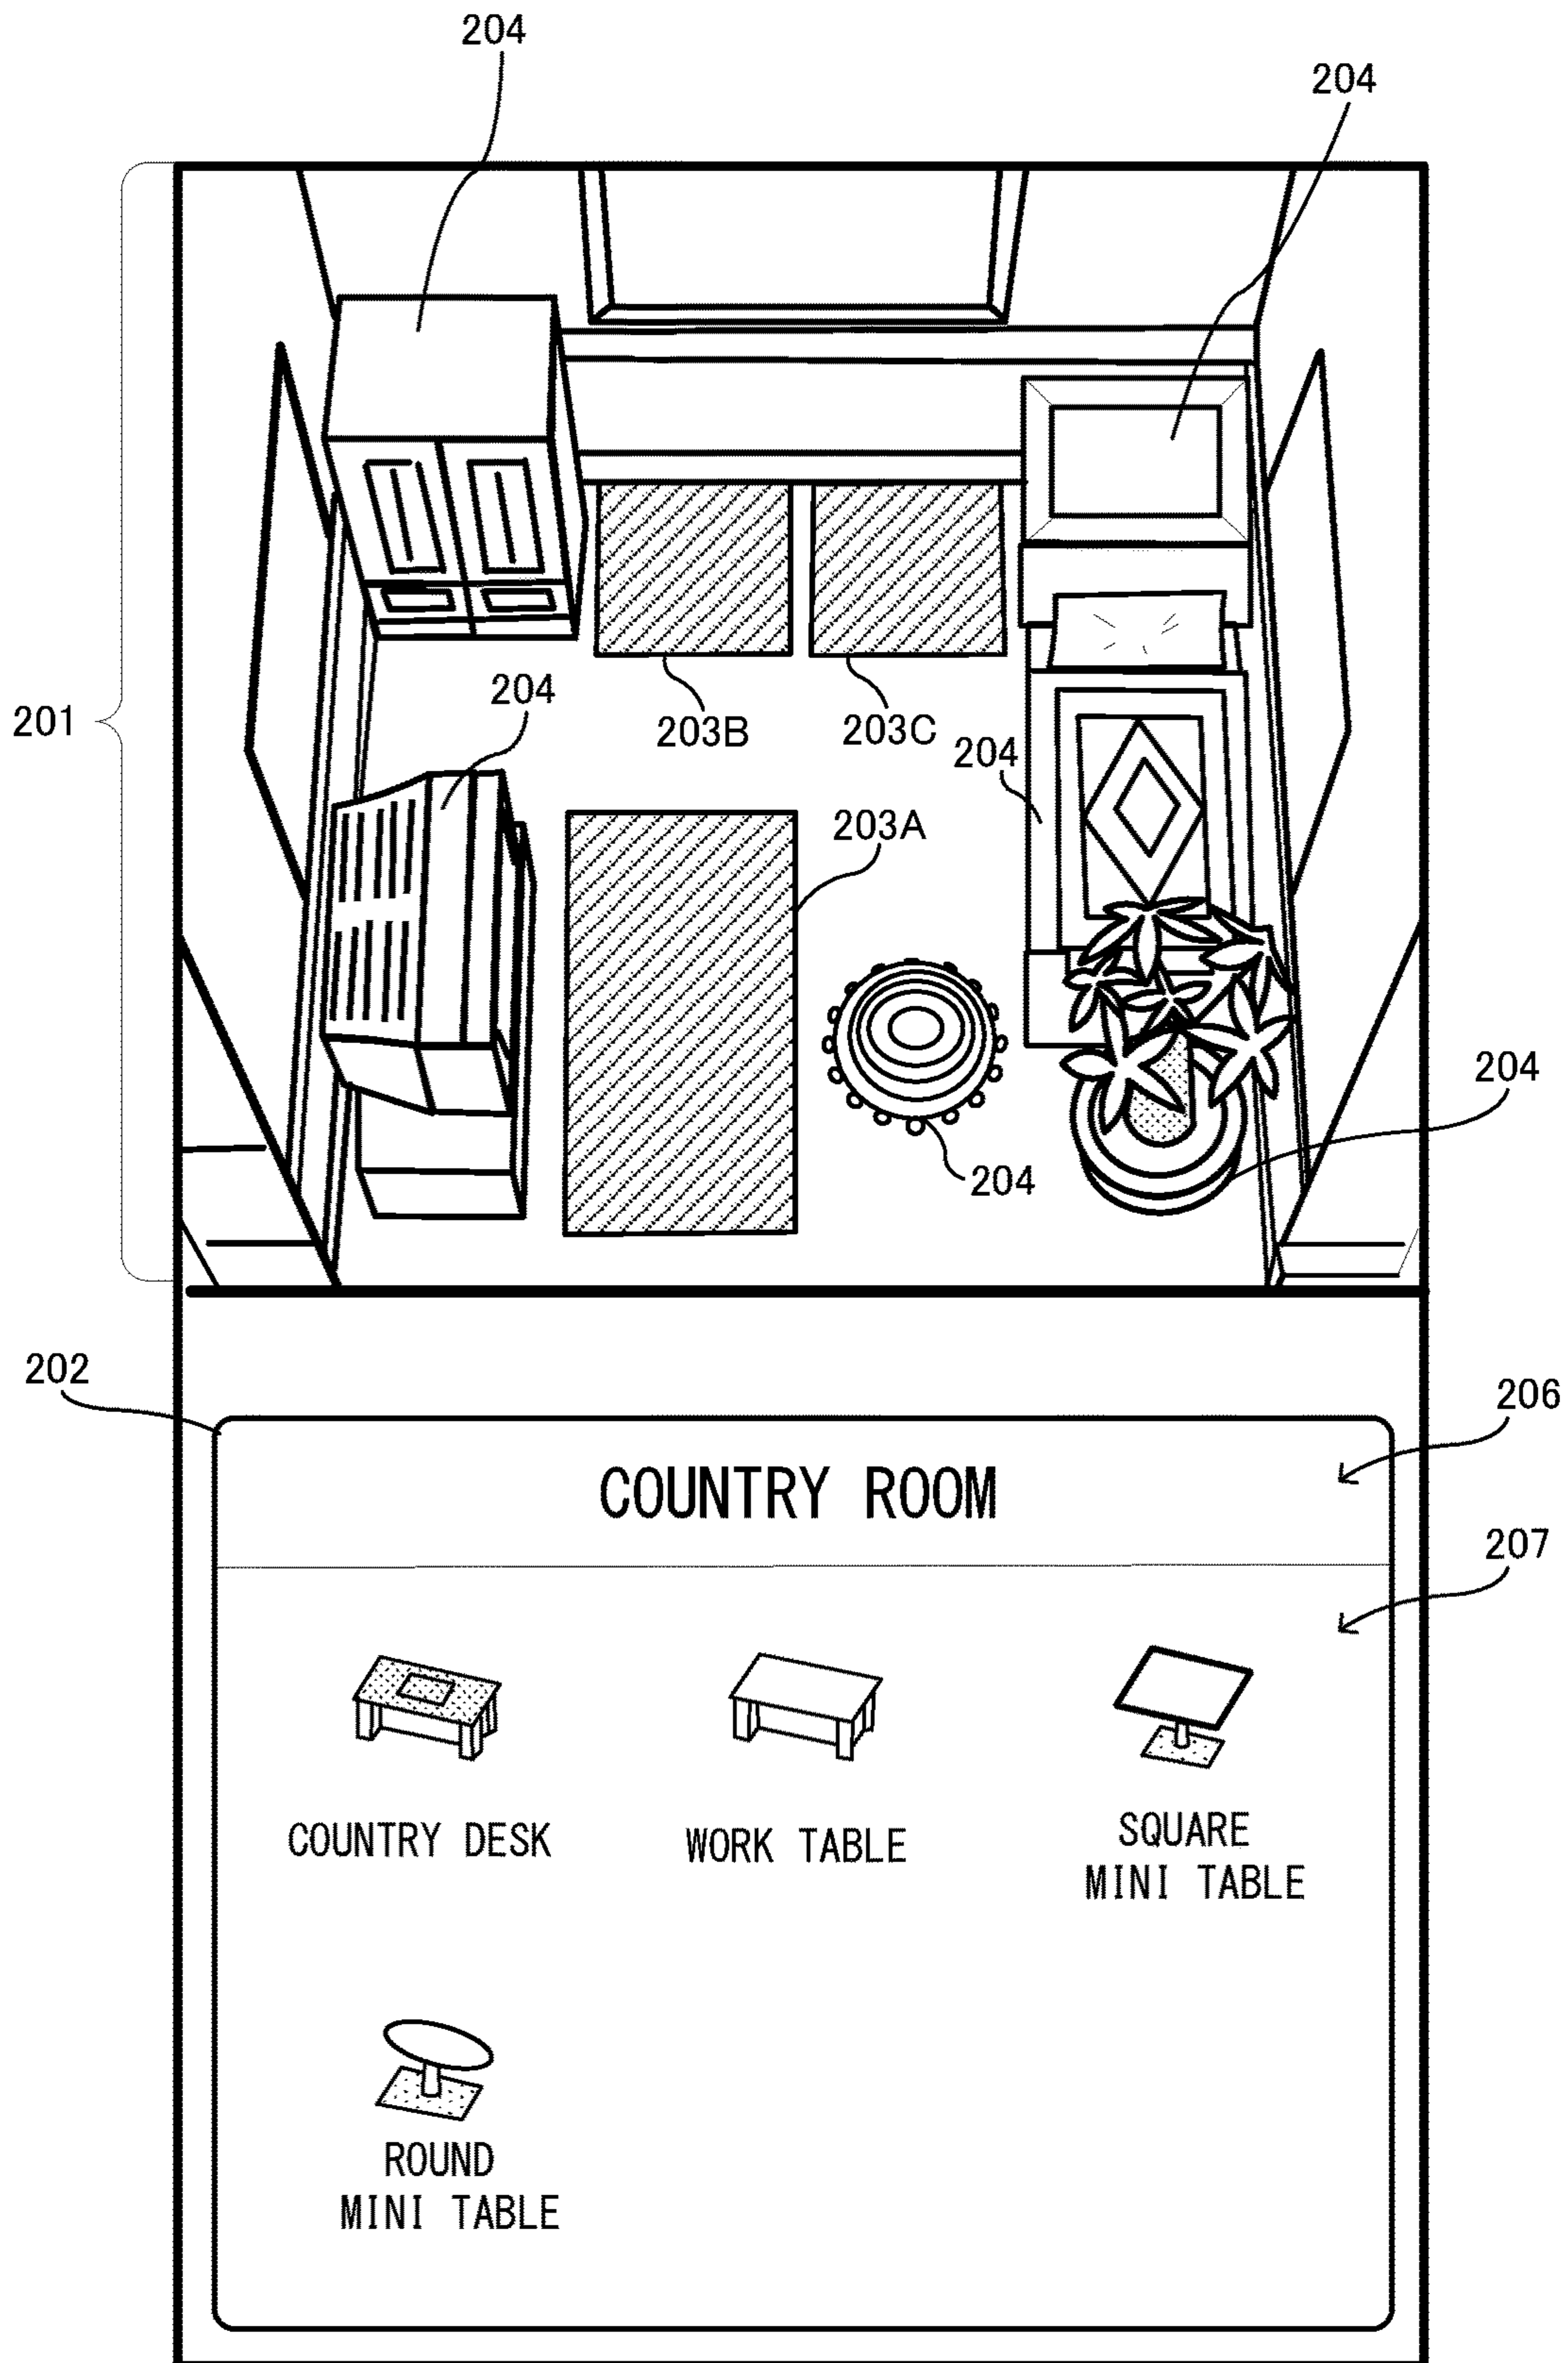 204
204
201
204
203B
203C
204
203A
204
204
202
206
COUNTRY ROOM
207
COUNTRY DESK
WORK TABLE
SQUARE
MINI TABLE
ROUND
MINI TABLE